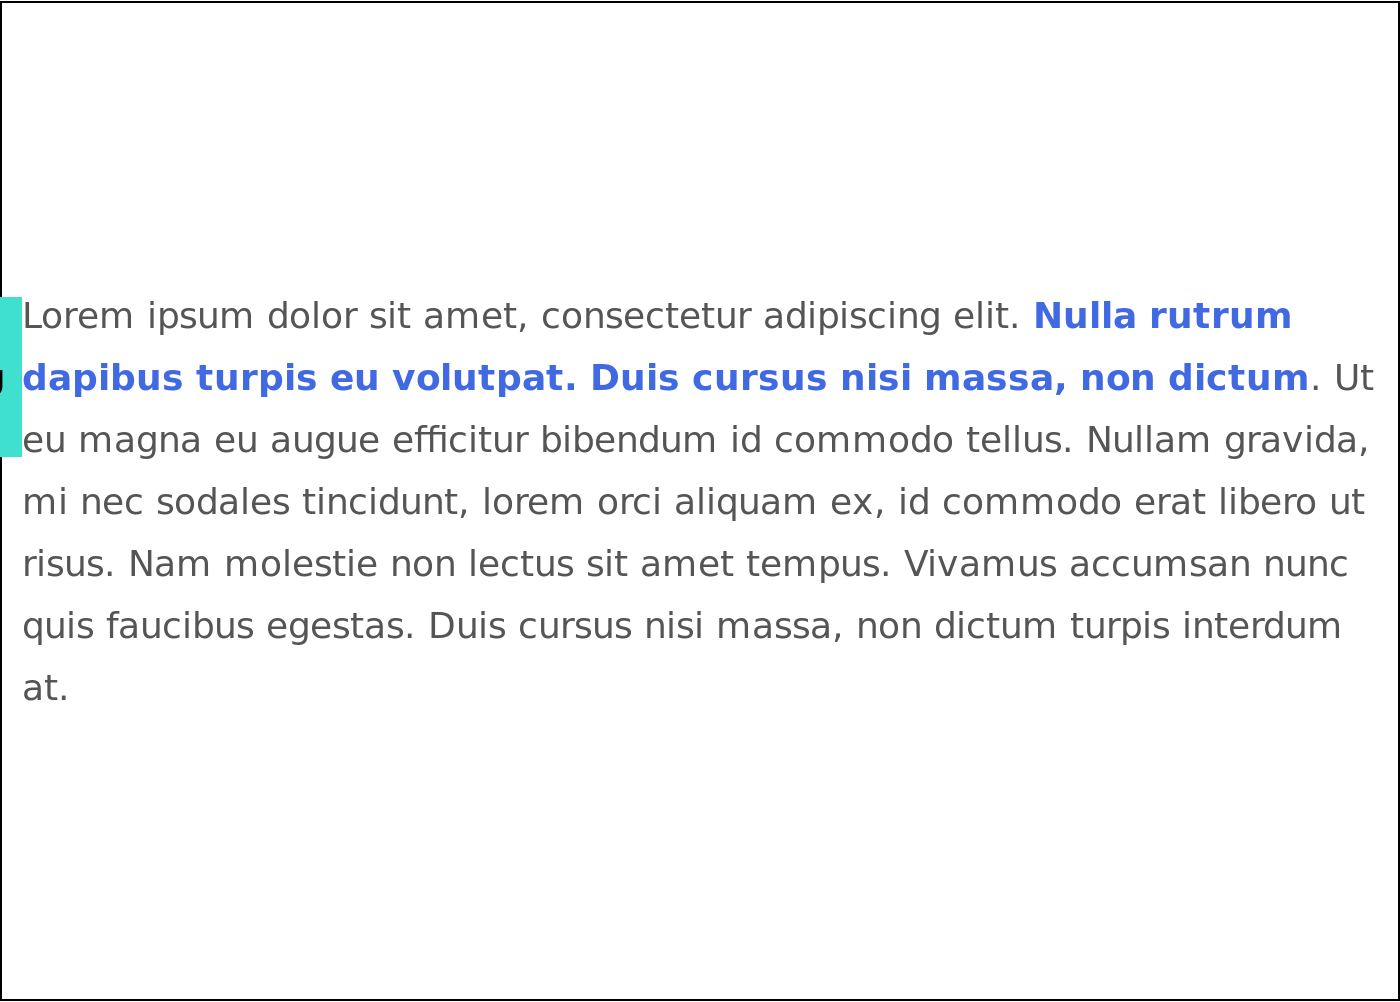 Lorem ipsum dolor sit amet, consectetur adipiscing elit. Nulla rutrum
dapibus turpis eu volutpat. Duis cursus nisi massa, non dictum. Ut
eu magna eu augue efficitur bibendum id commodo tellus. Nullam gravida,
mi nec sodales tincidunt, lorem orci aliquam ex, id commodo erat libero ut
risus. Nam molestie non lectus sit amet tempus. Vivamus accumsan nunc
quis faucibus egestas. Duis cursus nisi massa, non dictum turpis interdum
at.